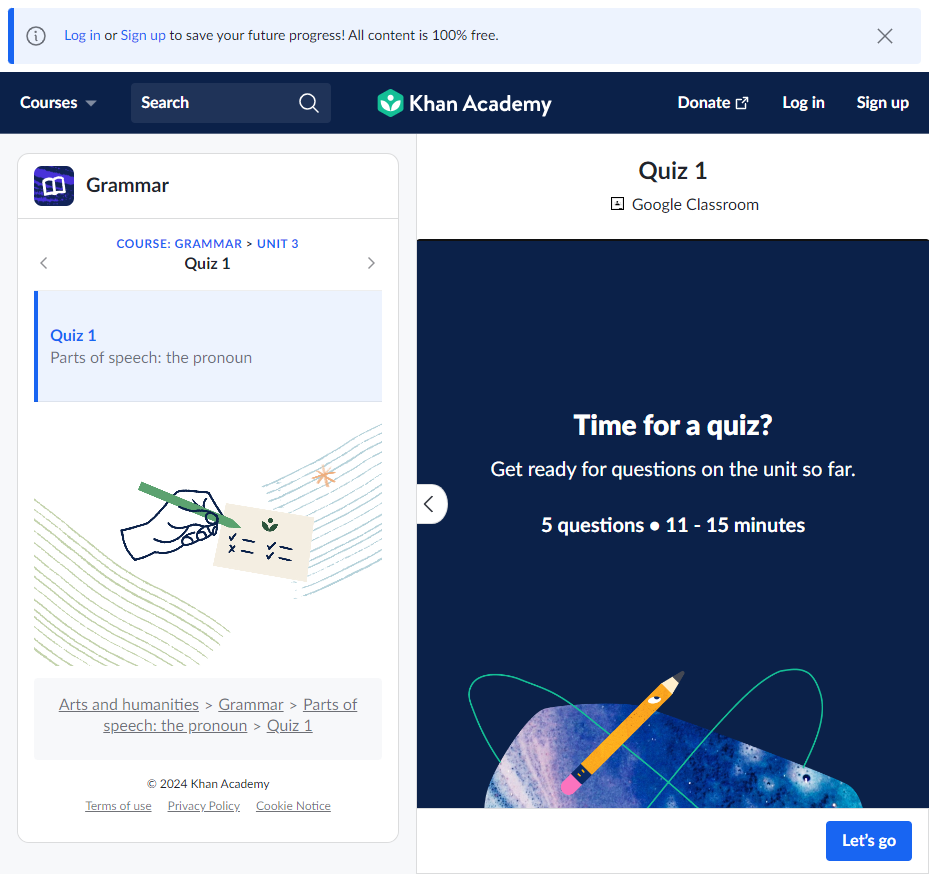 Log in or Sign up to save your future progress! All content is 100% free.
Courses
Search
Khan Academy
Donate
Log in
Sign up
Grammar
COURSE: GRAMMAR > UNIT 3
Quiz 1
Quiz 1
Parts of speech: the pronoun
Arts and humanities > Grammar > Parts of
speech: the pronoun > Quiz 1
© 2024 Khan Academy
Terms of use Privacy Policy Cookie Notice
Quiz 1
Google Classroom
Time for a quiz?
Get ready for questions on the unit so far.
5 questions • 11 - 15 minutes
Let's go